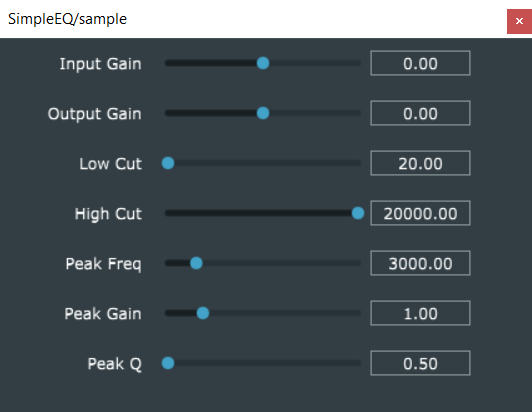 SimpleEQ/sample
Input Gain 0.00
Output Gain 0.00
Low Cut 20.00
High Cut 20000.00
Peak Freq 3000.00
Peak Gain 1.00
Peak Q 0.50